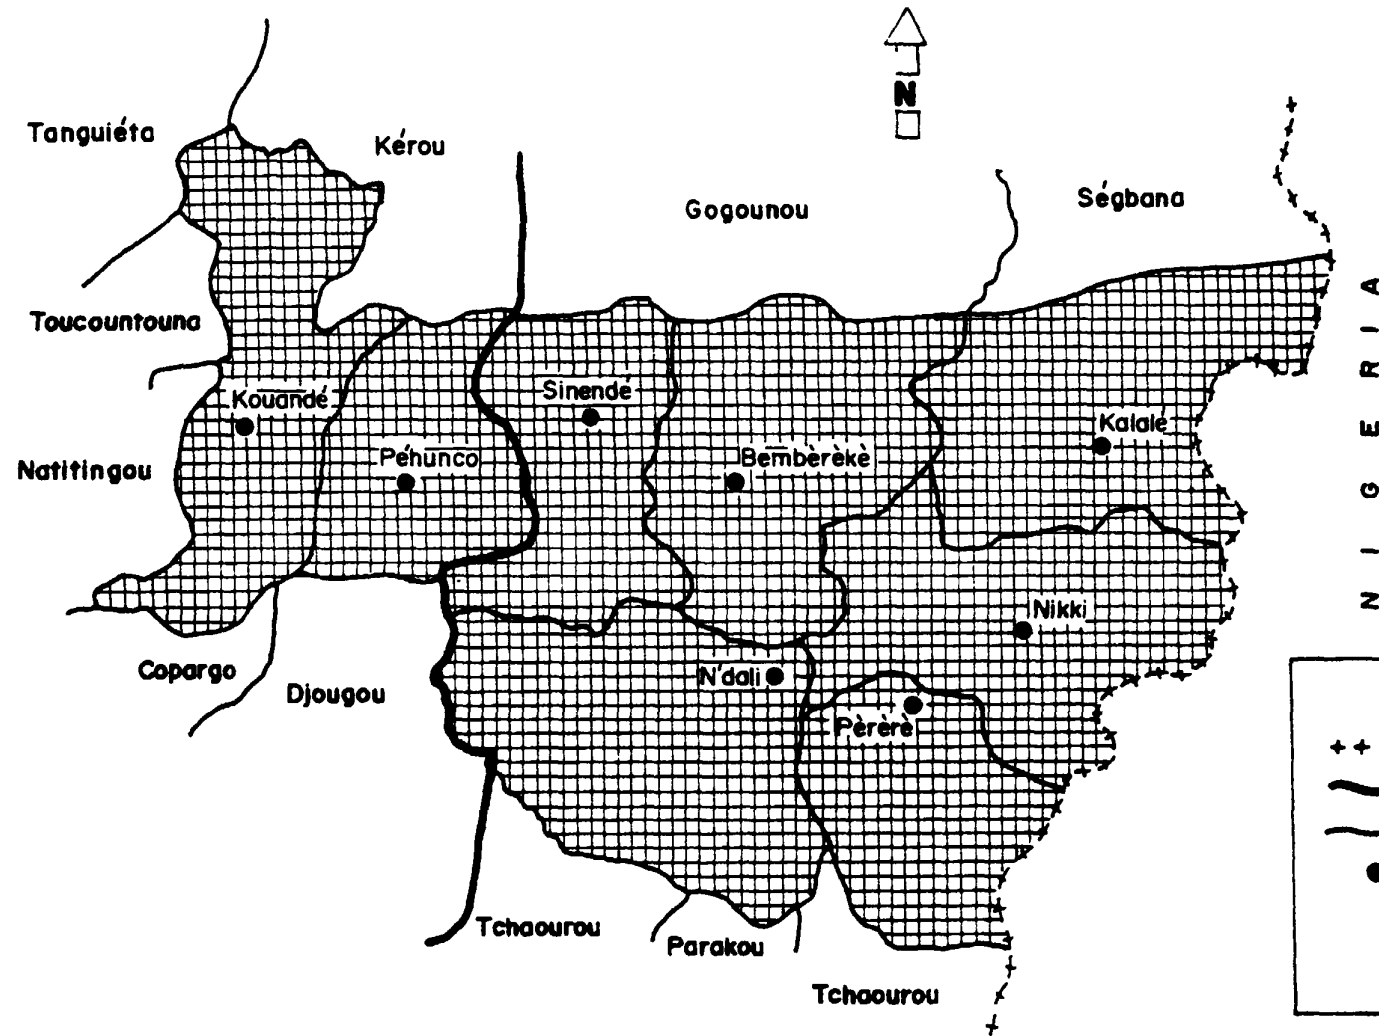 N
Tanguiéta
Kérou
Gogounou
Ségbana
Toucountouna
Kouandé
Sinendé
Kalalé
Natitingou
Péhunco
Bembèrèkè
NIGERIA
Nikki
Copargo
Djougou
N'dali
Pèrèrè
Tchaourou
Parakou
Tchaourou